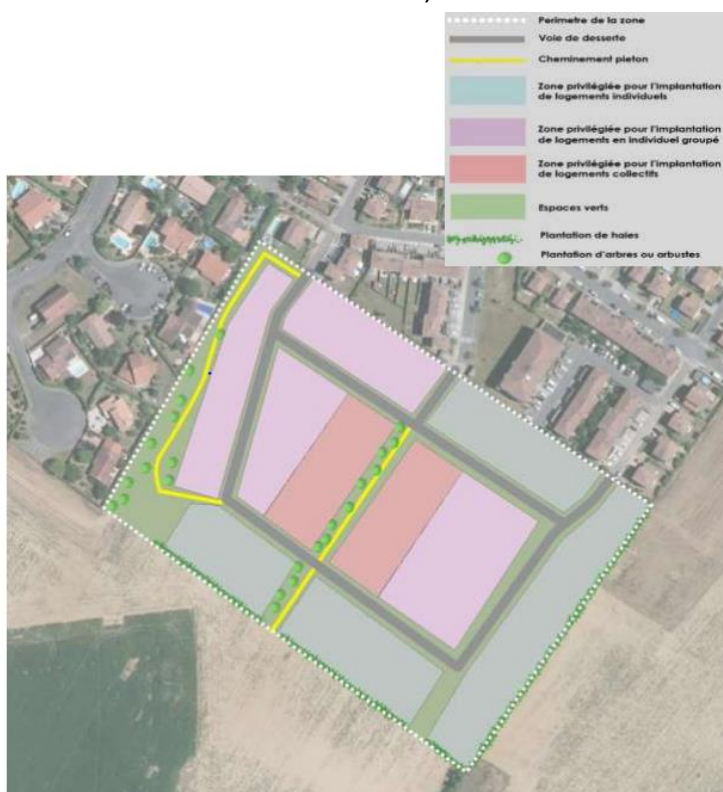 Perimetre de la zone
Voie de desserte
Cheminement pieton
Zone privilégiée pour l'implantation
de logements individuels
Zone privilégiée pour l'implantation
de logements en individuel groupé
Zone privilégiée pour l'implantation
de logements collectifs
Espaces verts
Plantation de haies
Plantation d'arbres ou arbustes